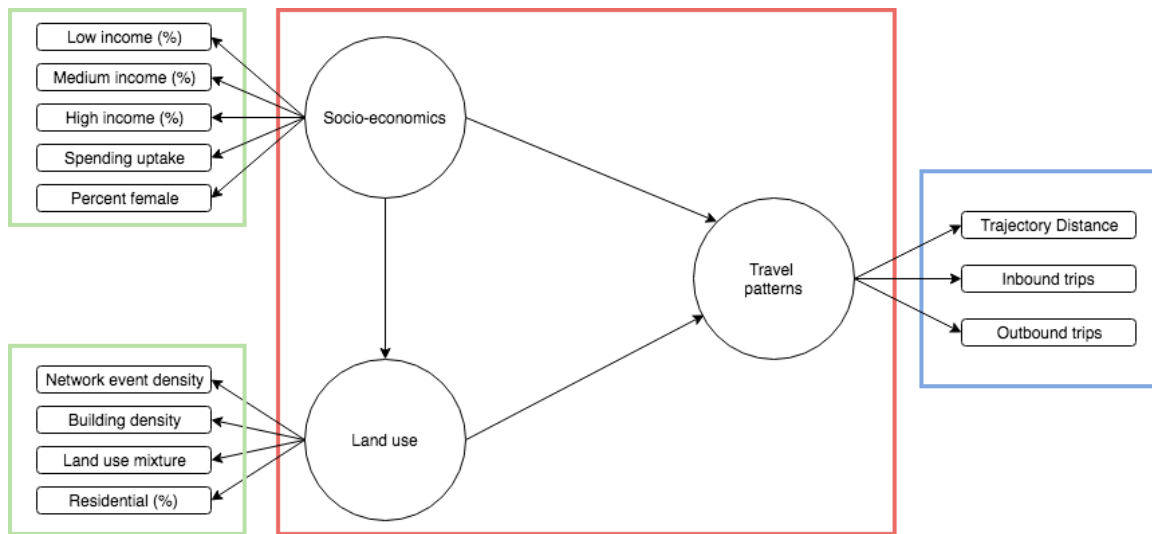 Low income (%)
Medium income (%)
High income (%)
Spending uptake
Percent female
Socio-economics
Travel
patterns
Trajectory Distance
Inbound trips
Outbound trips
Network event density
Building density
Land use mixture
Residential (%)
Land use